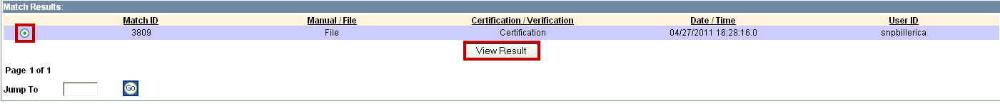 Match Results:
Match ID Manual / File Certification / Verification Date / Time User ID
3809 File Certification 04/27/2011 16:28:16.0 snpbillerica
View Result
Page 1 of 1
Jump To Go